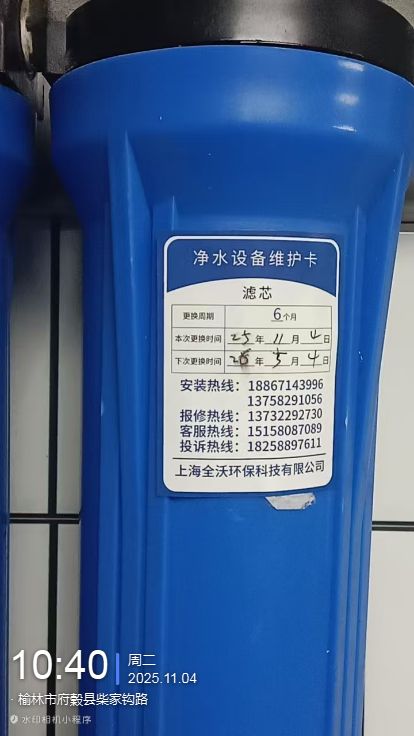 净水设备维护卡
滤芯
更换周期 6个月
本次更换时间 25年11月4日
下次更换时间 26年5月4日
安装热线：18867143996
13758291056
报修热线：13732292730
客服热线：15158087089
投诉热线：18258897611
上海全沃环保科技有限公司
10:40 周二
2025.11.04
·榆林市府谷县柴家钩路
水印相机小程序